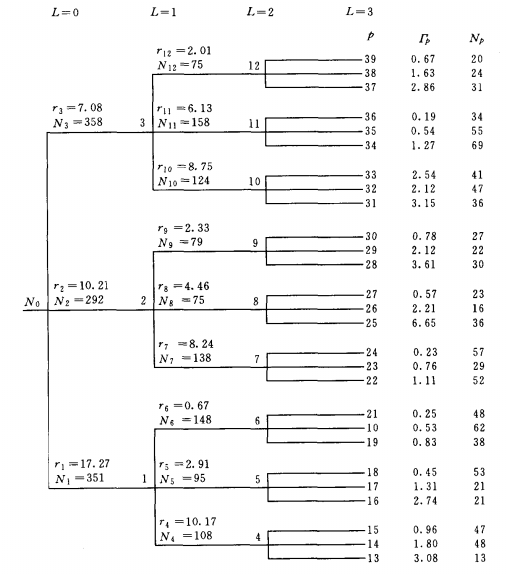 L=0 L=1 L=2 L=3
p Γp Np
r12=2.01
N12=75 12
39 0.67 20
38 1.63 24
37 2.86 31
r3=7.08
N3=358 3
r11=6.13
N11=158 11
36 0.19 34
35 0.54 55
34 1.27 69
r10=8.75
N10=124 10
33 2.54 41
32 2.12 47
31 3.15 36
r9=2.33
N9=79 9
30 0.78 27
29 2.12 22
28 3.61 30
N0
r2=10.21
N2=292 2
r8=4.46
N8=75 8
27 0.57 23
26 2.21 16
25 6.65 36
r7=8.24
N7=138 7
24 0.23 57
23 0.76 29
22 1.11 52
r6=0.67
N6=148 6
21 0.25 48
10 0.53 62
19 0.83 38
r1=17.27
N1=351 1
r5=2.91
N5=95 5
18 0.45 53
17 1.31 21
16 2.74 21
r4=10.17
N4=108 4
15 0.96 47
14 1.80 48
13 3.08 13